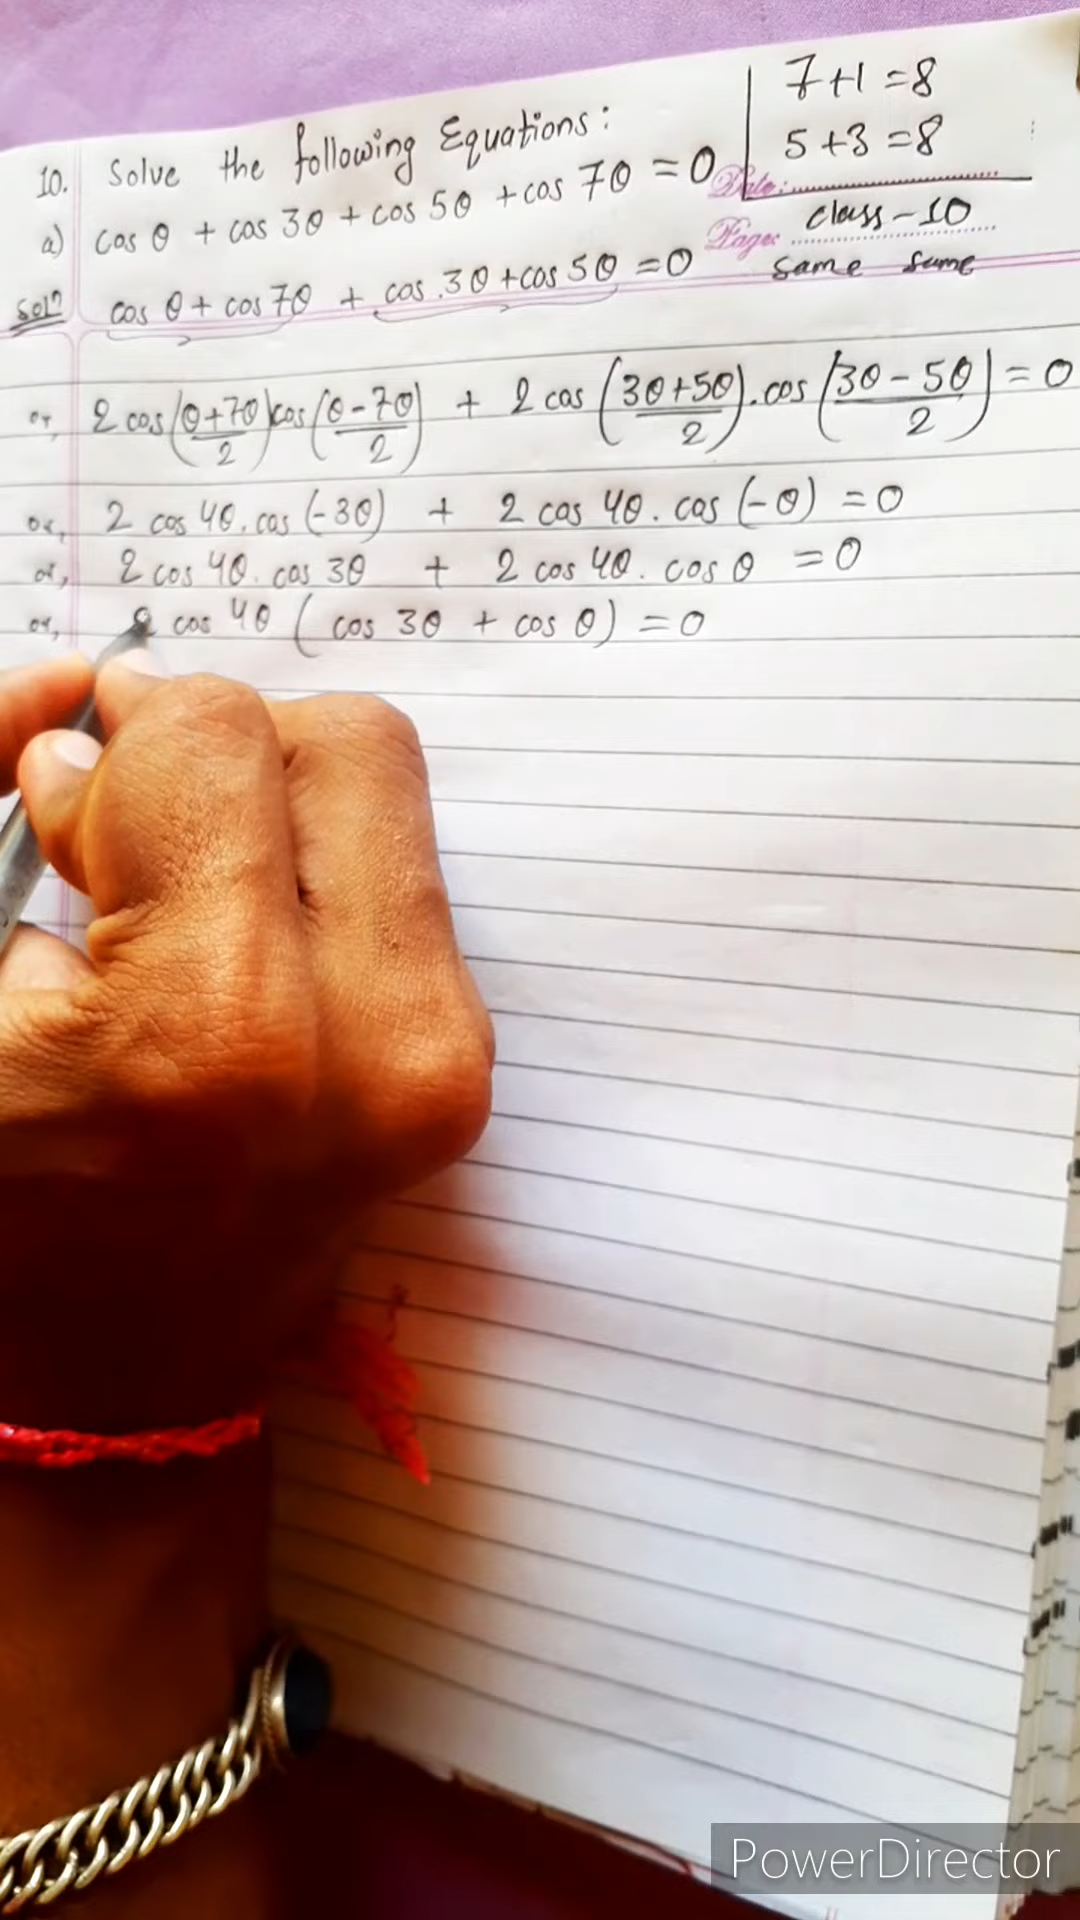 7+1=8
5+3=8
10. Solve the following Equations:
a) cos θ + cos 3θ + cos 5θ + cos 7θ = 0
Date:
Page: class-10
same same
Solⁿ cos θ + cos 7θ + cos.3θ + cos 5θ = 0
or, 2 cos(θ+7θ/2)cos(θ-7θ/2) + 2 cos(3θ+5θ/2).cos(3θ-5θ/2) = 0
or, 2 cos 4θ.cos(-3θ) + 2 cos 4θ.cos(-θ) = 0
or, 2 cos 4θ.cos 3θ + 2 cos 4θ.cos θ = 0
or, 2 cos 4θ (cos 3θ + cos θ) = 0
PowerDirector